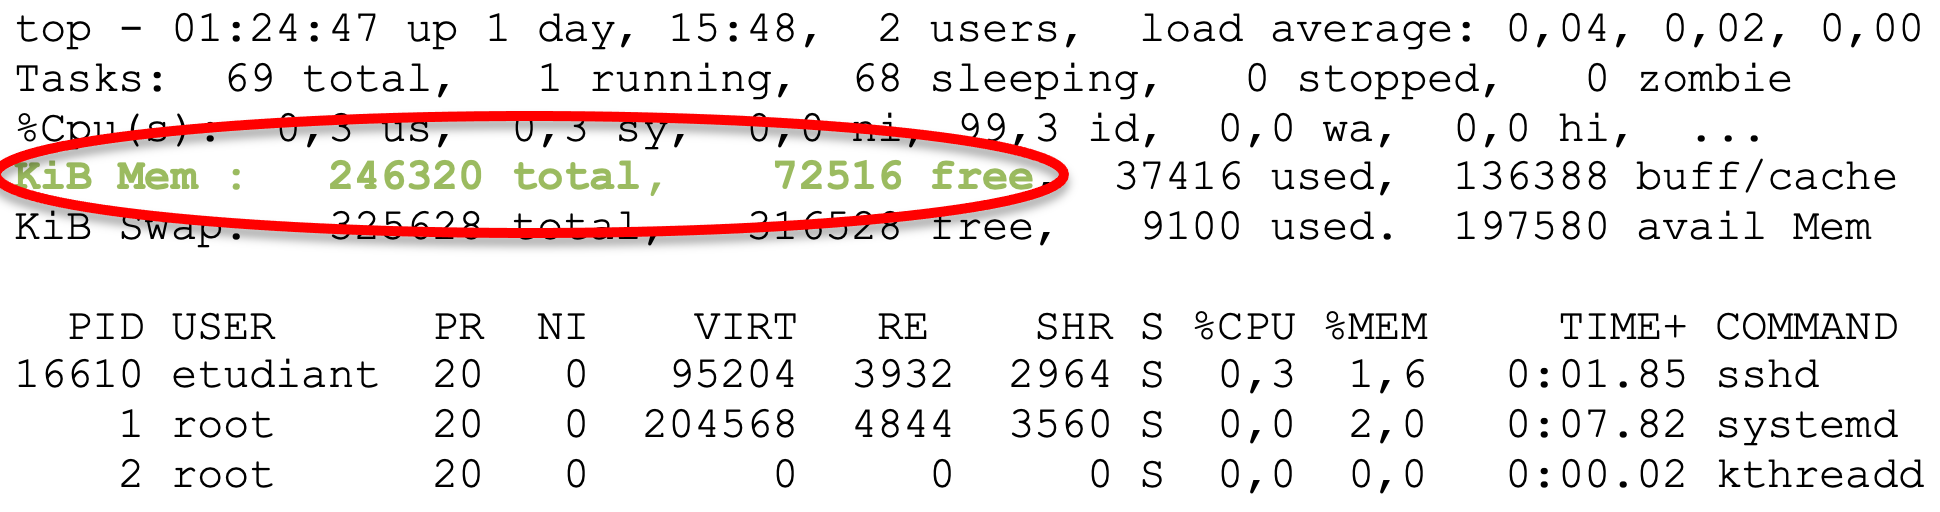 top - 01:24:47 up 1 day, 15:48,  2 users,  load average: 0,04, 0,02, 0,00
Tasks:  69 total,   1 running,  68 sleeping,   0 stopped,   0 zombie
%Cpu(s):  0,3 us,  0,3 sy,  0,0 ni, 99,3 id,  0,0 wa,  0,0 hi,  ...
KiB Mem :   246320 total,    72516 free,  37416 used,  136388 buff/cache
KiB Swap:   325628 total,   316528 free,   9100 used.  197580 avail Mem
  PID USER      PR  NI    VIRT   RE    SHR S %CPU %MEM     TIME+ COMMAND
16610 etudiant  20   0   95204  3932  2964 S  0,3  1,6   0:01.85 sshd
    1 root      20   0  204568  4844  3560 S  0,0  2,0   0:07.82 systemd
    2 root      20   0       0     0     0 S  0,0  0,0   0:00.02 kthreadd